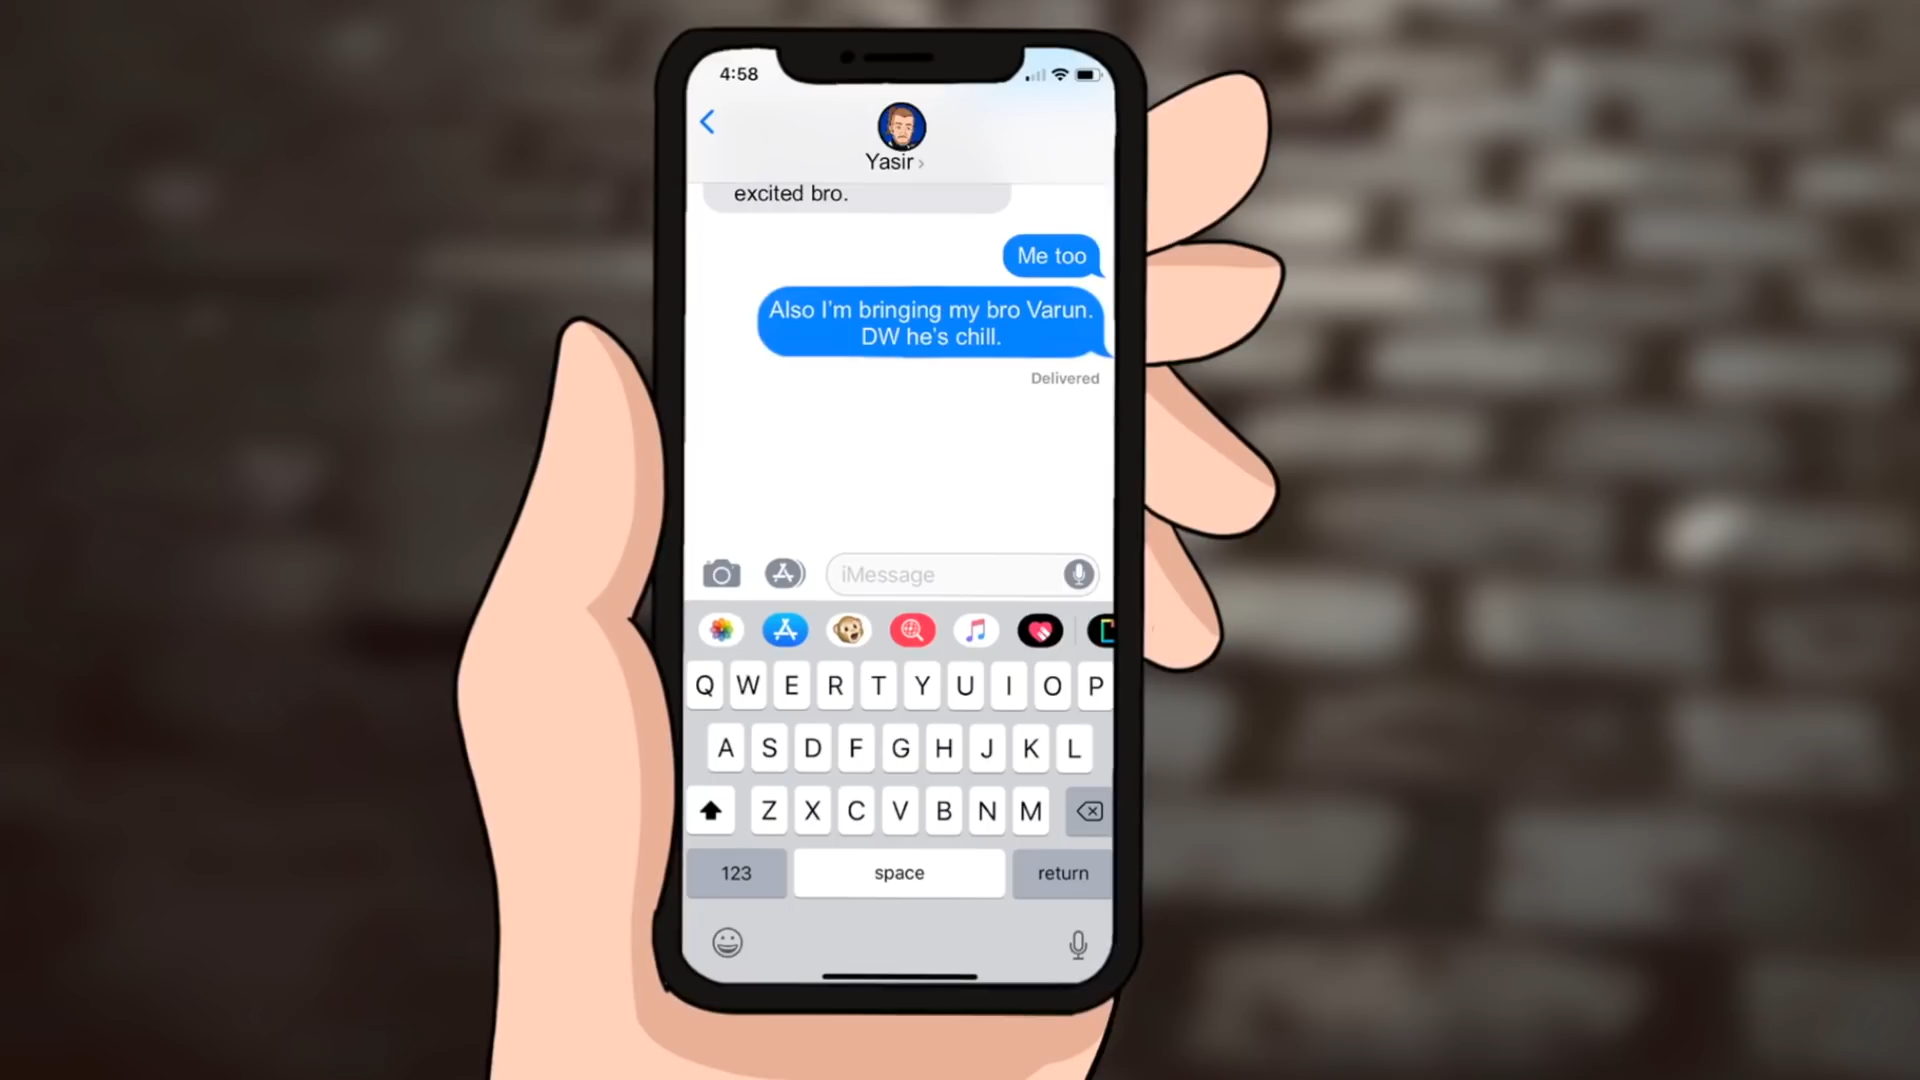 4:58
Yasir
excited bro.
Me too
Also I'm bringing my bro Varun.
DW he's chill.
Delivered
iMessage
Q W E R T Y U I O P
A S D F G H J K L
Z X C V B N M
123 space return